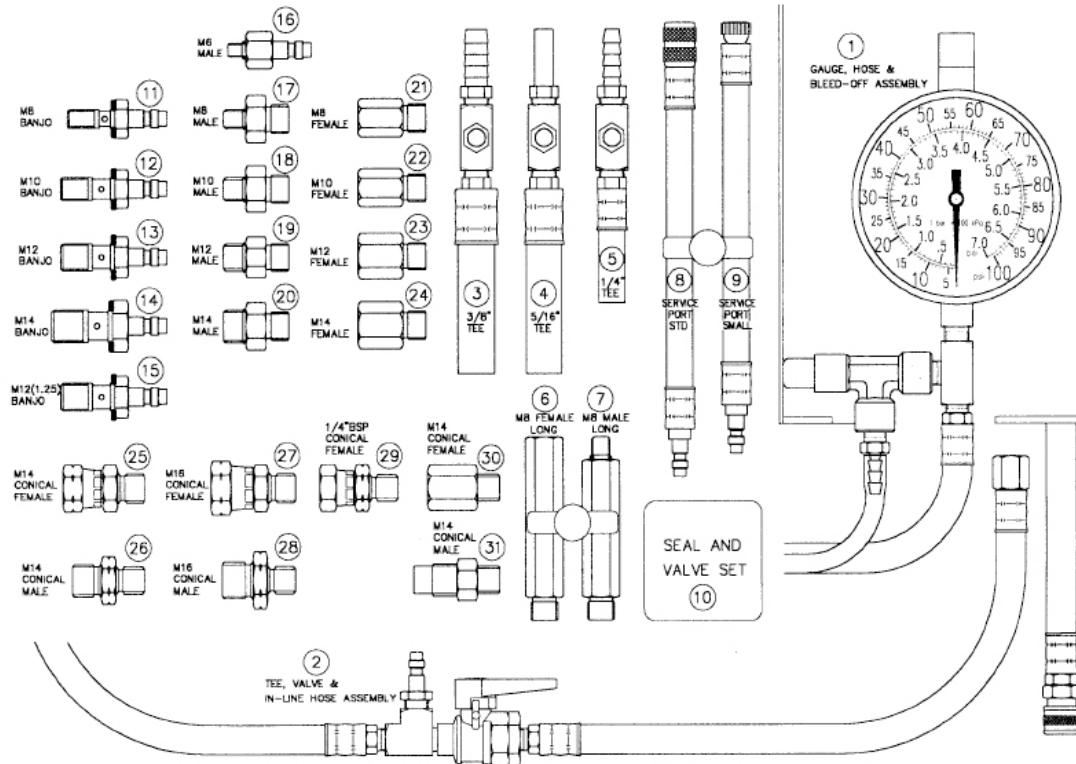 16
M6
MALE
11
M8
BANJO
17
M8
MALE
21
M8
FEMALE
12
M10
BANJO
18
M10
MALE
22
M10
FEMALE
13
M12
BANJO
19
M12
MALE
23
M12
FEMALE
14
M14
BANJO
20
M14
MALE
24
M14
FEMALE
15
M12(1.25)
BANJO
3
3/8"
TEE
4
5/16"
TEE
5
1/4"
TEE
8
SERVICE
PORT
STD
9
SERVICE
PORT
SMALL
1
GAUGE, HOSE &
BLEED-OFF ASSEMBLY
5 10 15 20 25 30 35 40 45 50 55 60 65 70 75 80 85 90 95 100
.5 1.0 1.5 2.0 2.5 3.0 3.5 4.0 4.5 5.0 5.5 6.0 6.5 7.0
PSI
25
M14
CONICAL
FEMALE
27
M16
CONICAL
FEMALE
1/4"BSP
CONICAL
FEMALE
29
M14
CONICAL
FEMALE
30
6
M8 FEMALE
LONG
7
M8 MALE
LONG
26
M14
CONICAL
MALE
28
M16
CONICAL
MALE
M14
CONICAL
MALE
31
SEAL AND
VALVE SET
10
2
TEE, VALVE &
IN-LINE HOSE ASSEMBLY